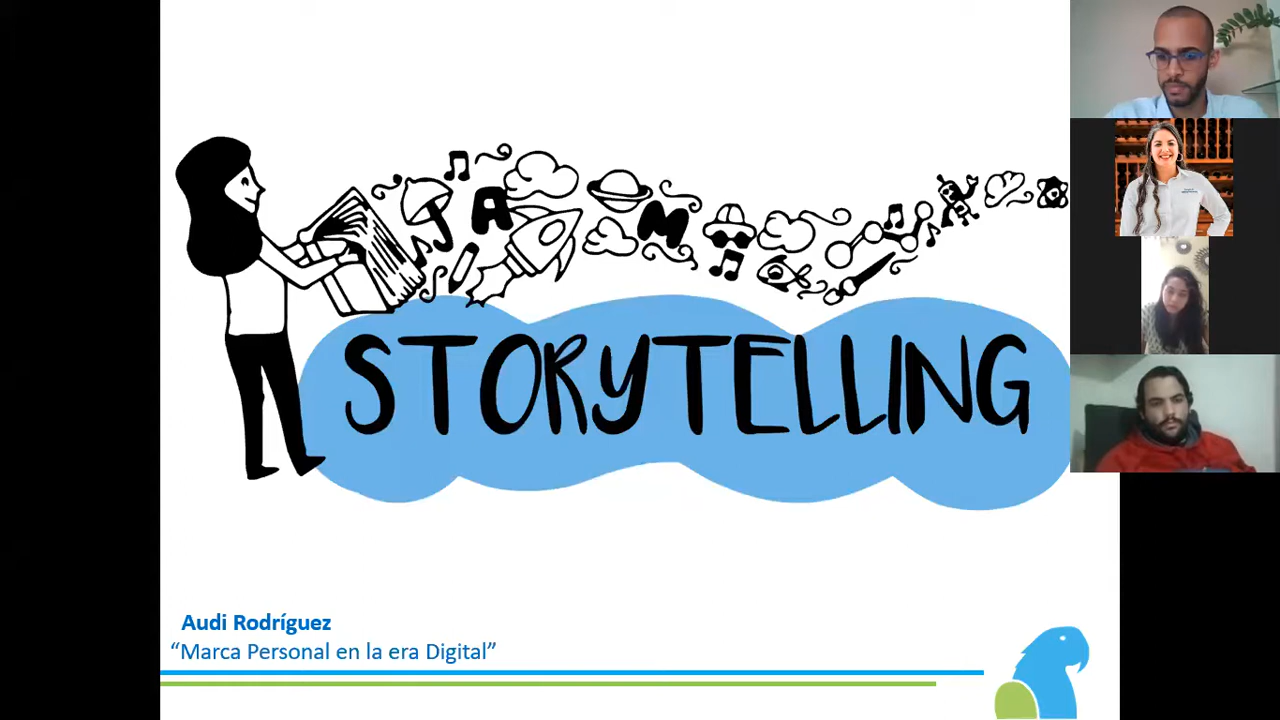 J
A
M
STORYTELLING
Audi Rodríguez
“Marca Personal en la era Digital”